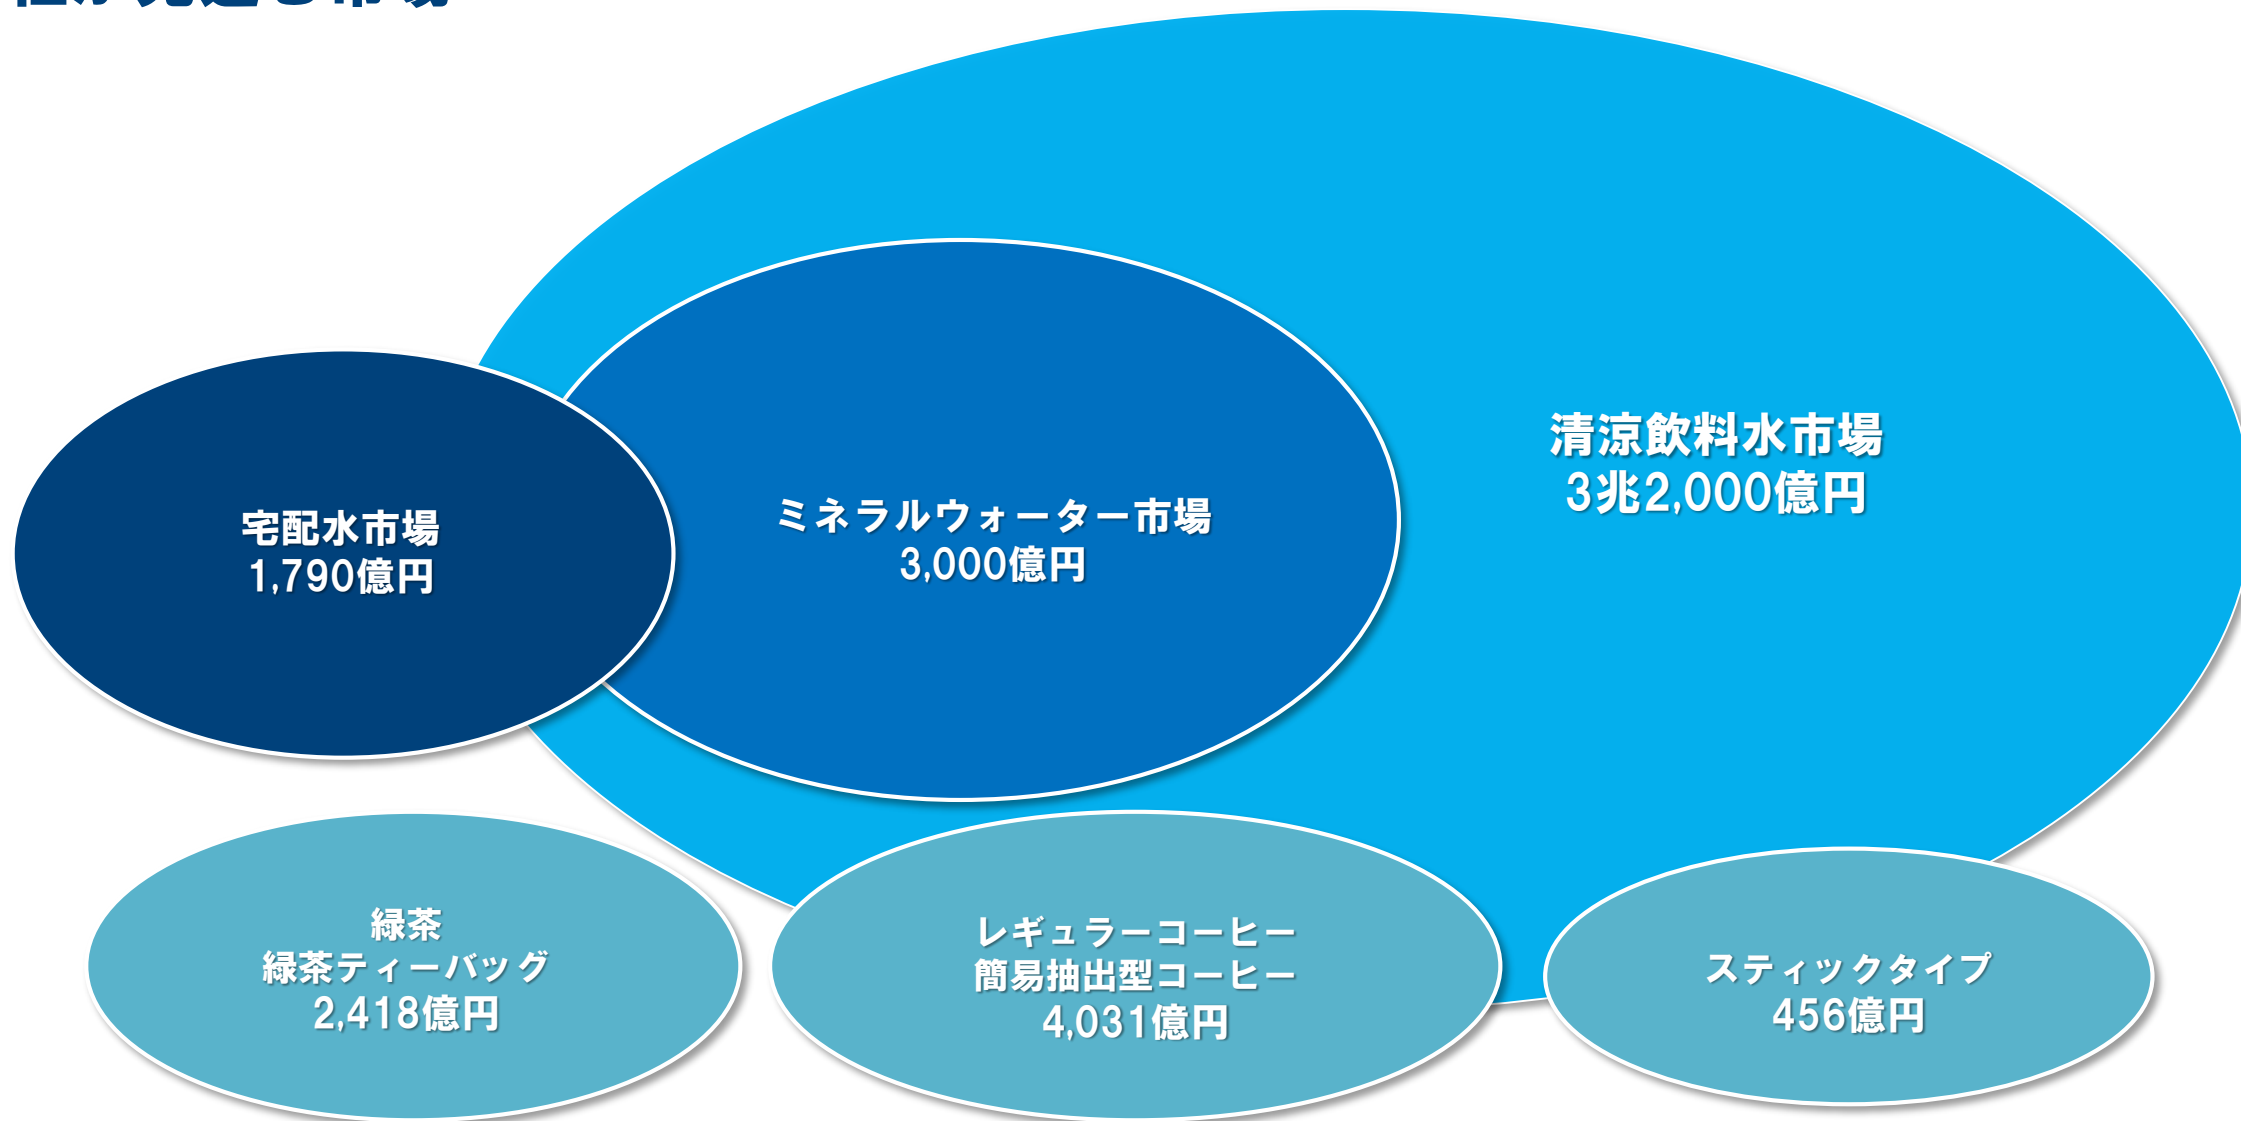 清涼飲料水市場
3兆2,000億円
ミネラルウォーター市場
3,000億円
宅配水市場
1,790億円
緑茶
緑茶ティーバッグ
2,418億円
レギュラーコーヒー
簡易抽出型コーヒー
4,031億円
スティックタイプ
456億円